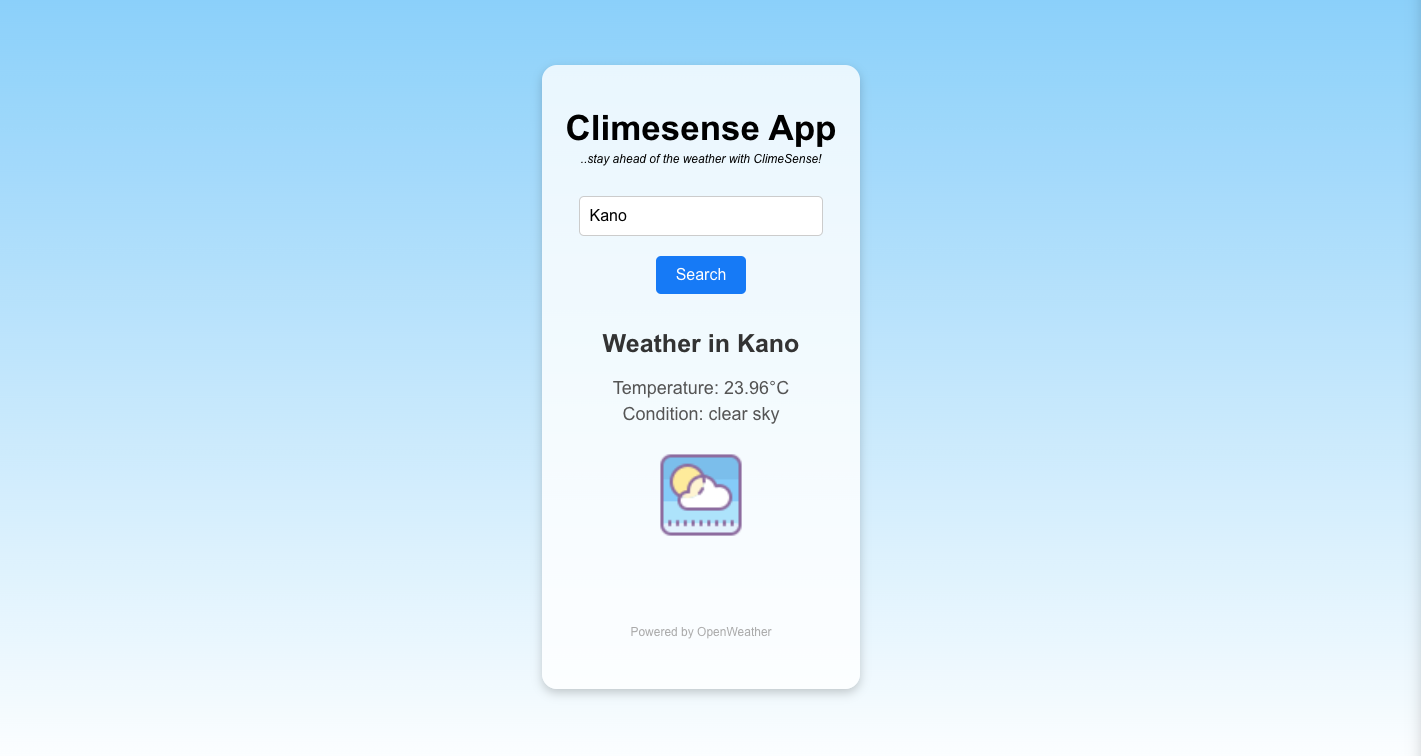 Climesense App
..stay ahead of the weather with ClimeSense!
Kano
Search
Weather in Kano
Temperature: 23.96°C
Condition: clear sky
Powered by OpenWeather